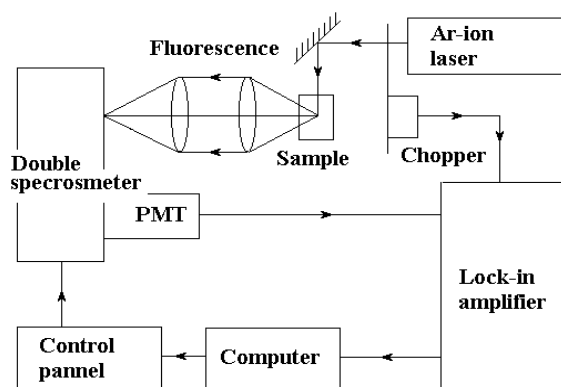 Fluorescence
Ar-ion
laser
Sample
Chopper
Double
specrosmeter
PMT
Lock-in
amplifier
Control
pannel
Computer